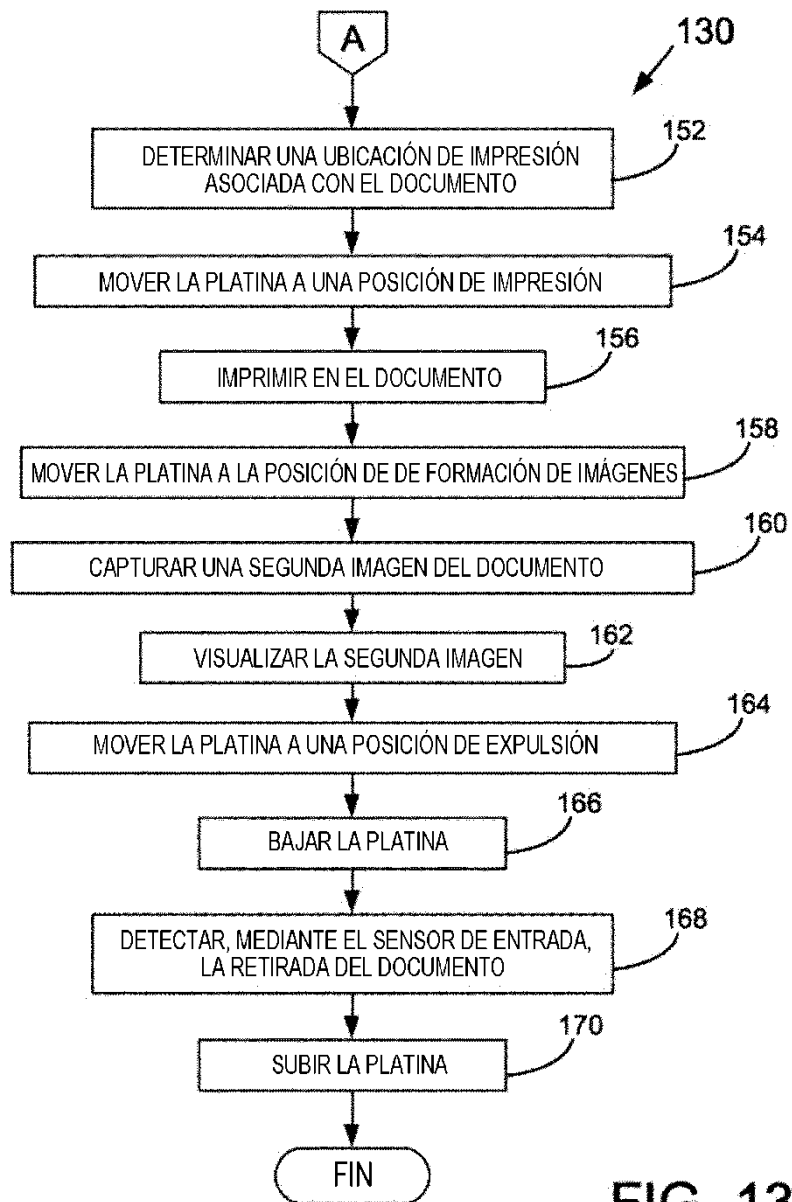 A
130
DETERMINAR UNA UBICACIÓN DE IMPRESIÓN
ASOCIADA CON EL DOCUMENTO
152
MOVER LA PLATINA A UNA POSICIÓN DE IMPRESIÓN
154
IMPRIMIR EN EL DOCUMENTO
156
MOVER LA PLATINA A LA POSICIÓN DE DE FORMACIÓN DE IMÁGENES
158
CAPTURAR UNA SEGUNDA IMAGEN DEL DOCUMENTO
160
VISUALIZAR LA SEGUNDA IMAGEN
162
MOVER LA PLATINA A UNA POSICIÓN DE EXPULSIÓN
164
BAJAR LA PLATINA
166
DETECTAR, MEDIANTE EL SENSOR DE ENTRADA,
LA RETIRADA DEL DOCUMENTO
168
SUBIR LA PLATINA
170
FIN
FIG. 13